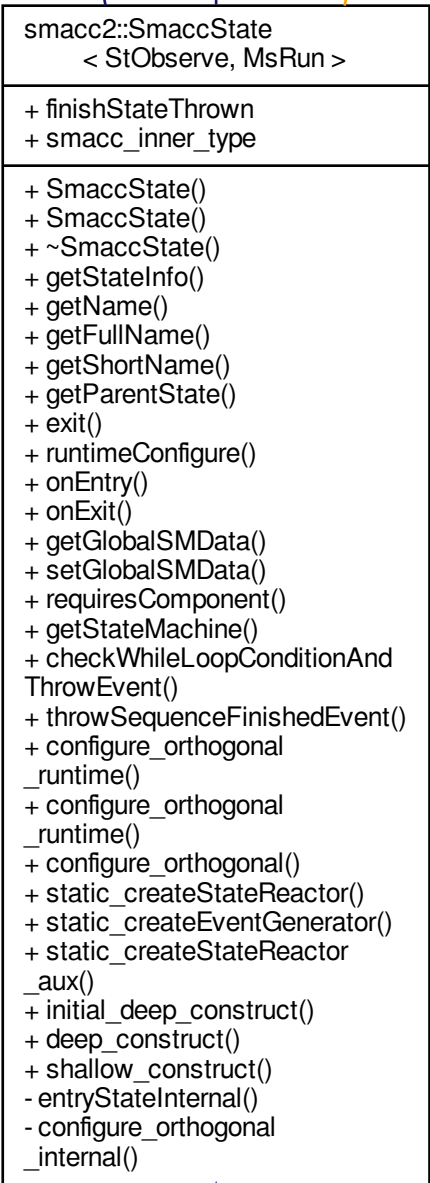 smacc2::SmaccState
< StObserve, MsRun >
+ finishStateThrown
+ smacc_inner_type
+ SmaccState()
+ SmaccState()
+ ~SmaccState()
+ getStateInfo()
+ getName()
+ getFullName()
+ getShortName()
+ getParentState()
+ exit()
+ runtimeConfigure()
+ onEntry()
+ onExit()
+ getGlobalSMData()
+ setGlobalSMData()
+ requiresComponent()
+ getStateMachine()
+ checkWhileLoopConditionAnd
ThrowEvent()
+ throwSequenceFinishedEvent()
+ configure_orthogonal
_runtime()
+ configure_orthogonal
_runtime()
+ configure_orthogonal()
+ static_createStateReactor()
+ static_createEventGenerator()
+ static_createStateReactor
_aux()
+ initial_deep_construct()
+ deep_construct()
+ shallow_construct()
- entryStateInternal()
- configure_orthogonal
_internal()